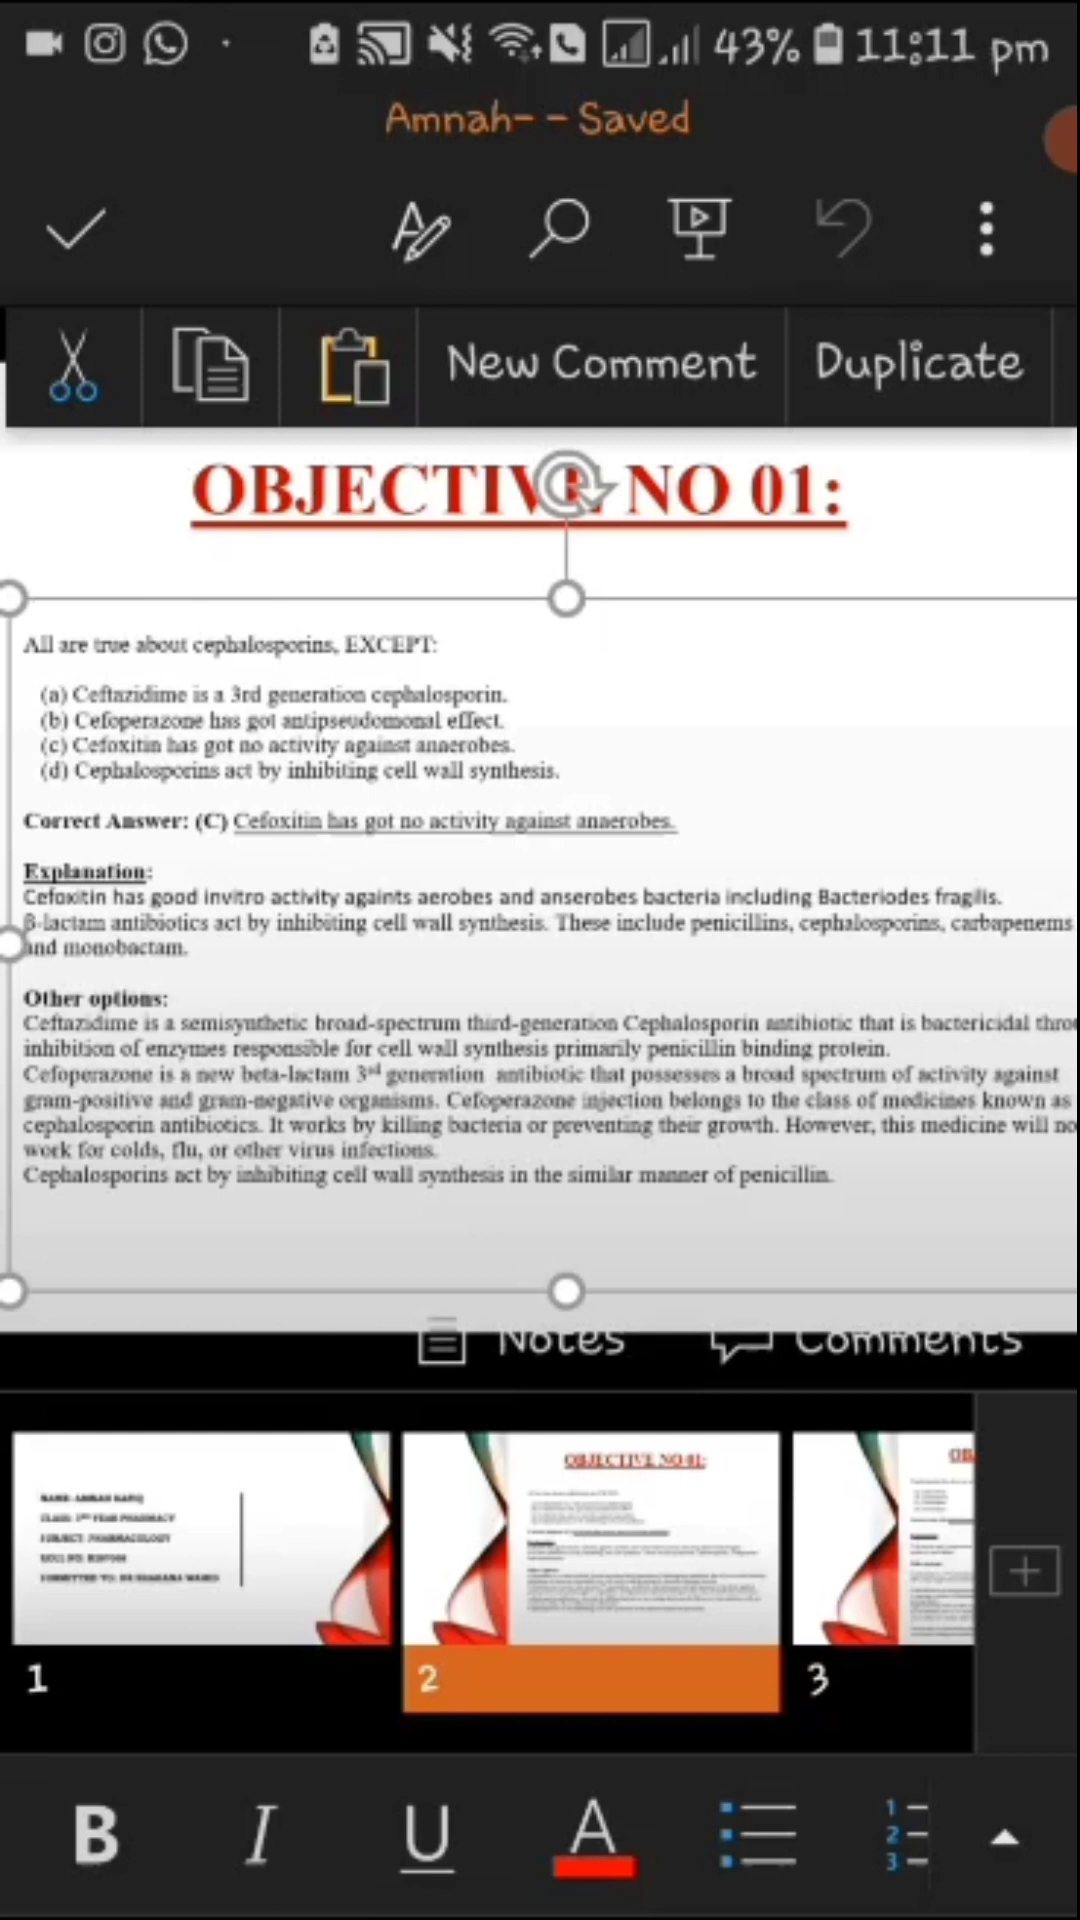 43% 11:11 pm
Amnah- - Saved
New Comment Duplicate
OBJECTIVE NO 01:
All are true about cephalosporins, EXCEPT:
(a) Ceftazidime is a 3rd generation cephalosporin.
(b) Cefoperazone has got antipseudomonal effect.
(c) Cefoxitin has got no activity against anaerobes.
(d) Cephalosporins act by inhibiting cell wall synthesis.
Correct Answer: (C) Cefoxitin has got no activity against anaerobes.
Explanation:
Cefoxitin has good invitro activity againts aerobes and anserobes bacteria including Bacteriodes fragilis.
β-lactam antibiotics act by inhibiting cell wall synthesis. These include penicillins, cephalosporins, carbapenems
and monobactam.
Other options:
Ceftazidime is a semisynthetic broad-spectrum third-generation Cephalosporin antibiotic that is bactericidal thro
inhibition of enzymes responsible for cell wall synthesis primarily penicillin binding protein.
Cefoperazone is a new beta-lactam 3rd generation antibiotic that possesses a broad spectrum of activity against
gram-positive and gram-negative organisms. Cefoperazone injection belongs to the class of medicines known as
cephalosporin antibiotics. It works by killing bacteria or preventing their growth. However, this medicine will no
work for colds, flu, or other virus infections.
Cephalosporins act by inhibiting cell wall synthesis in the similar manner of penicillin.
Notes Comments
OBJECTIVE NO 01:
CLASS: YEAR PHARMACY
SUBJECT: PHARMACOLOGY
1 2 3
B I U A
1
2
3